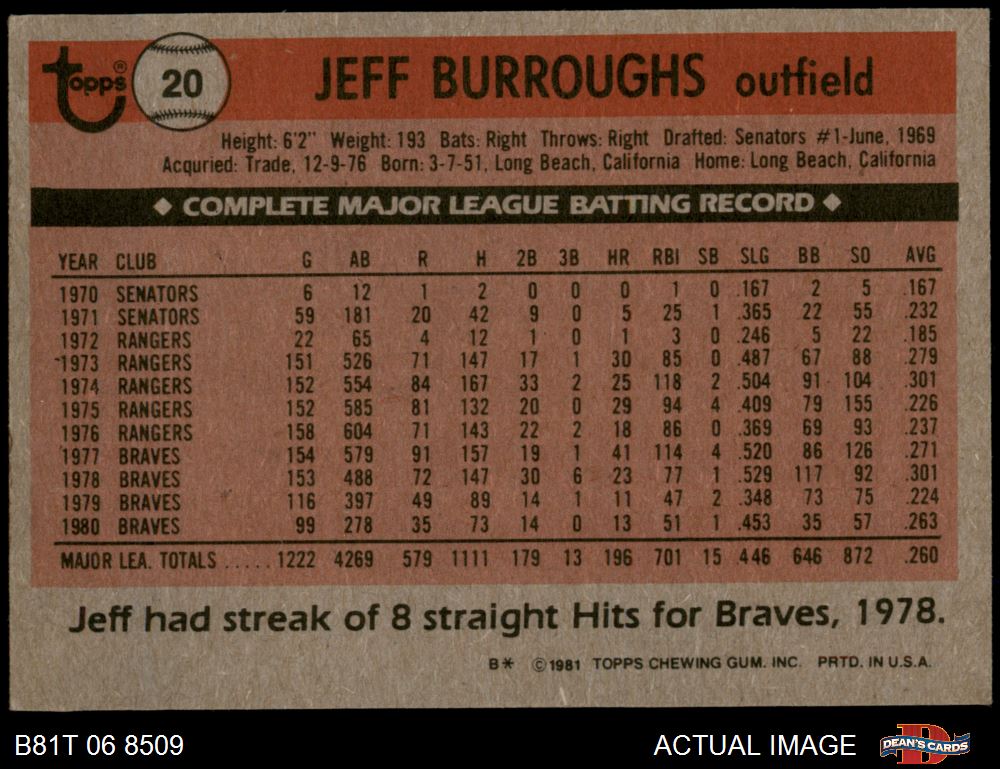 Topps® 20 JEFF BURROUGHS outfield
Height: 6'2" Weight: 193 Bats: Right Throws: Right Drafted: Senators #1-June, 1969
Acquried: Trade, 12-9-76 Born: 3-7-51, Long Beach, California Home: Long Beach, California
◆ COMPLETE MAJOR LEAGUE BATTING RECORD ◆
YEAR CLUB G AB R H 2B 3B HR RBI SB SLG BB SO AVG
1970 SENATORS 6 12 1 2 0 0 0 1 0 .167 2 5 .167
1971 SENATORS 59 181 20 42 9 0 5 25 1 .365 22 55 .232
1972 RANGERS 22 65 4 12 1 0 1 3 0 .246 5 22 .185
1973 RANGERS 151 526 71 147 17 1 30 85 0 .487 67 88 .279
1974 RANGERS 152 554 84 167 33 2 25 118 2 .504 91 104 .301
1975 RANGERS 152 585 81 132 20 0 29 94 4 .409 79 155 .226
1976 RANGERS 158 604 71 143 22 2 18 86 0 .369 69 93 .237
1977 BRAVES 154 579 91 157 19 1 41 114 4 .520 86 126 .271
1978 BRAVES 153 488 72 147 30 6 23 77 1 .529 117 92 .301
1979 BRAVES 116 397 49 89 14 1 11 47 2 .348 73 75 .224
1980 BRAVES 99 278 35 73 14 0 13 51 1 .453 35 57 .263
MAJOR LEA. TOTALS ..... 1222 4269 579 1111 179 13 196 701 15 .446 646 872 .260
Jeff had streak of 8 straight Hits for Braves, 1978.
B* ©1981 TOPPS CHEWING GUM. INC. PRTD. IN U.S.A.
B81T 06 8509 ACTUAL IMAGE B DEAN'S CARDS